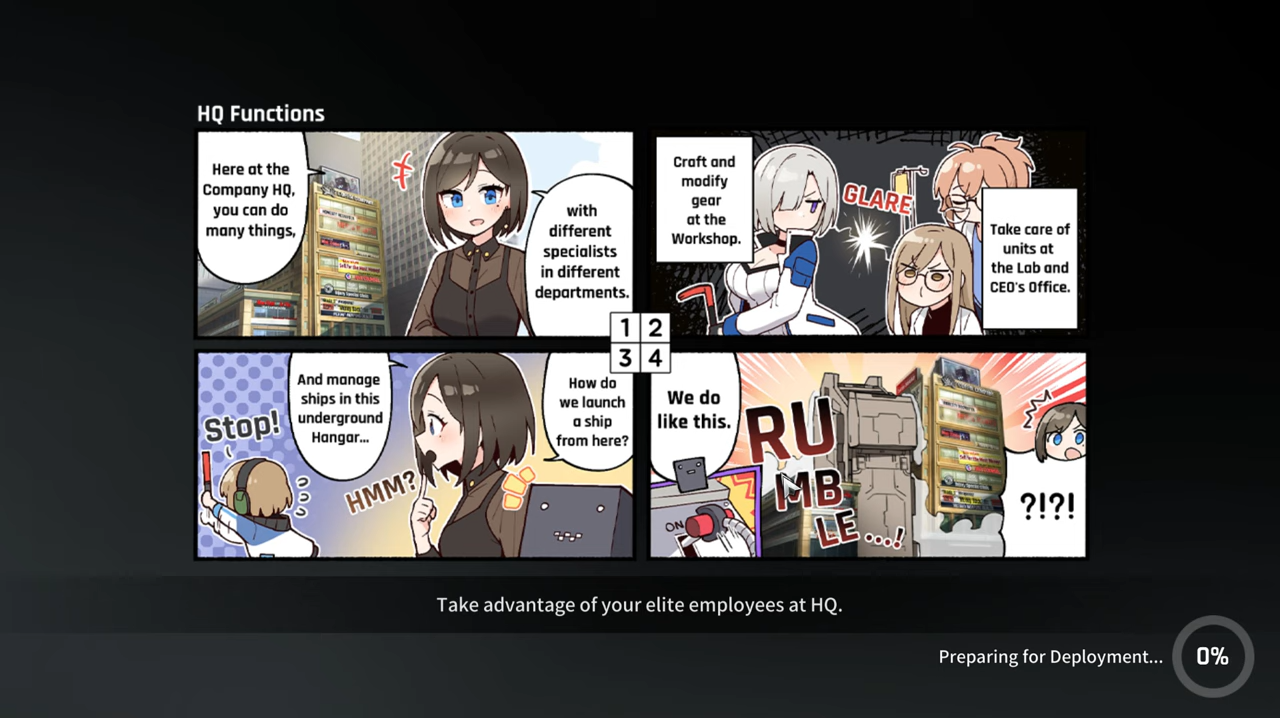 HQ Functions
Here at the
Company HQ,
you can do
many things,
with
different
specialists
in different
departments.
Craft and
modify
gear
at the
Workshop.
GLARE
Take care of
units at
the Lab and
CEO's Office.
1 2
3 4
Stop!
And manage
ships in this
underground
Hangar...
HMM?
How do
we launch
a ship
from here?
We do
like this.
ON
RU
MB
LE ...!
?!?!
Take advantage of your elite employees at HQ.
Preparing for Deployment...
0%